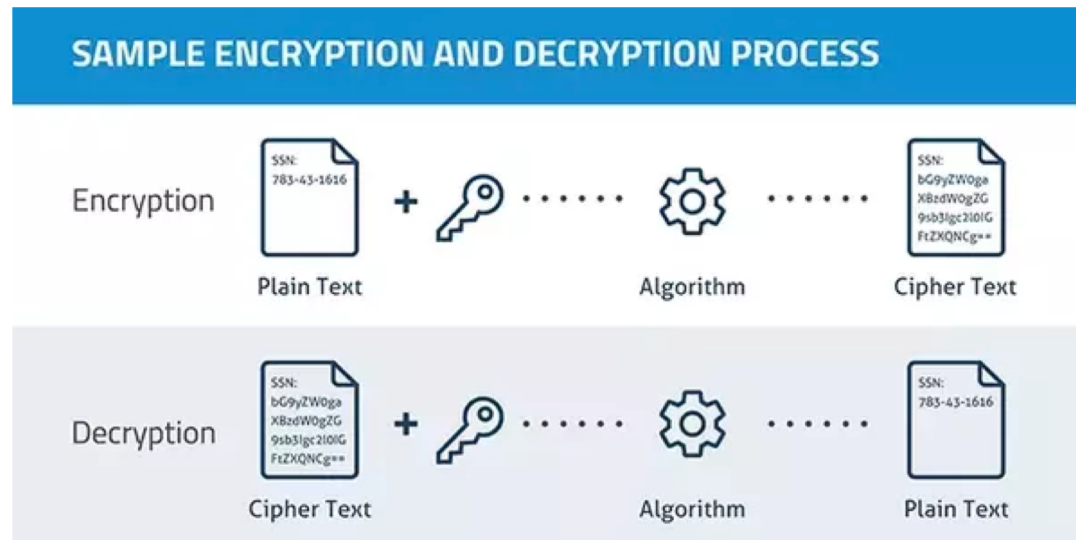 SAMPLE ENCRYPTION AND DECRYPTION PROCESS
Encryption
SSN:
783-43-1616
+
Plain Text
Algorithm
SSN:
bG9yZW0ga
XBzdW0gZG
9sb3Igc2l0IG
FtZXQNCg==
Cipher Text
Decryption
SSN:
bG9yZW0ga
XBzdW0gZG
9sb3Igc2l0IG
FtZXQNCg==
+
Cipher Text
Algorithm
SSN:
783-43-1616
Plain Text